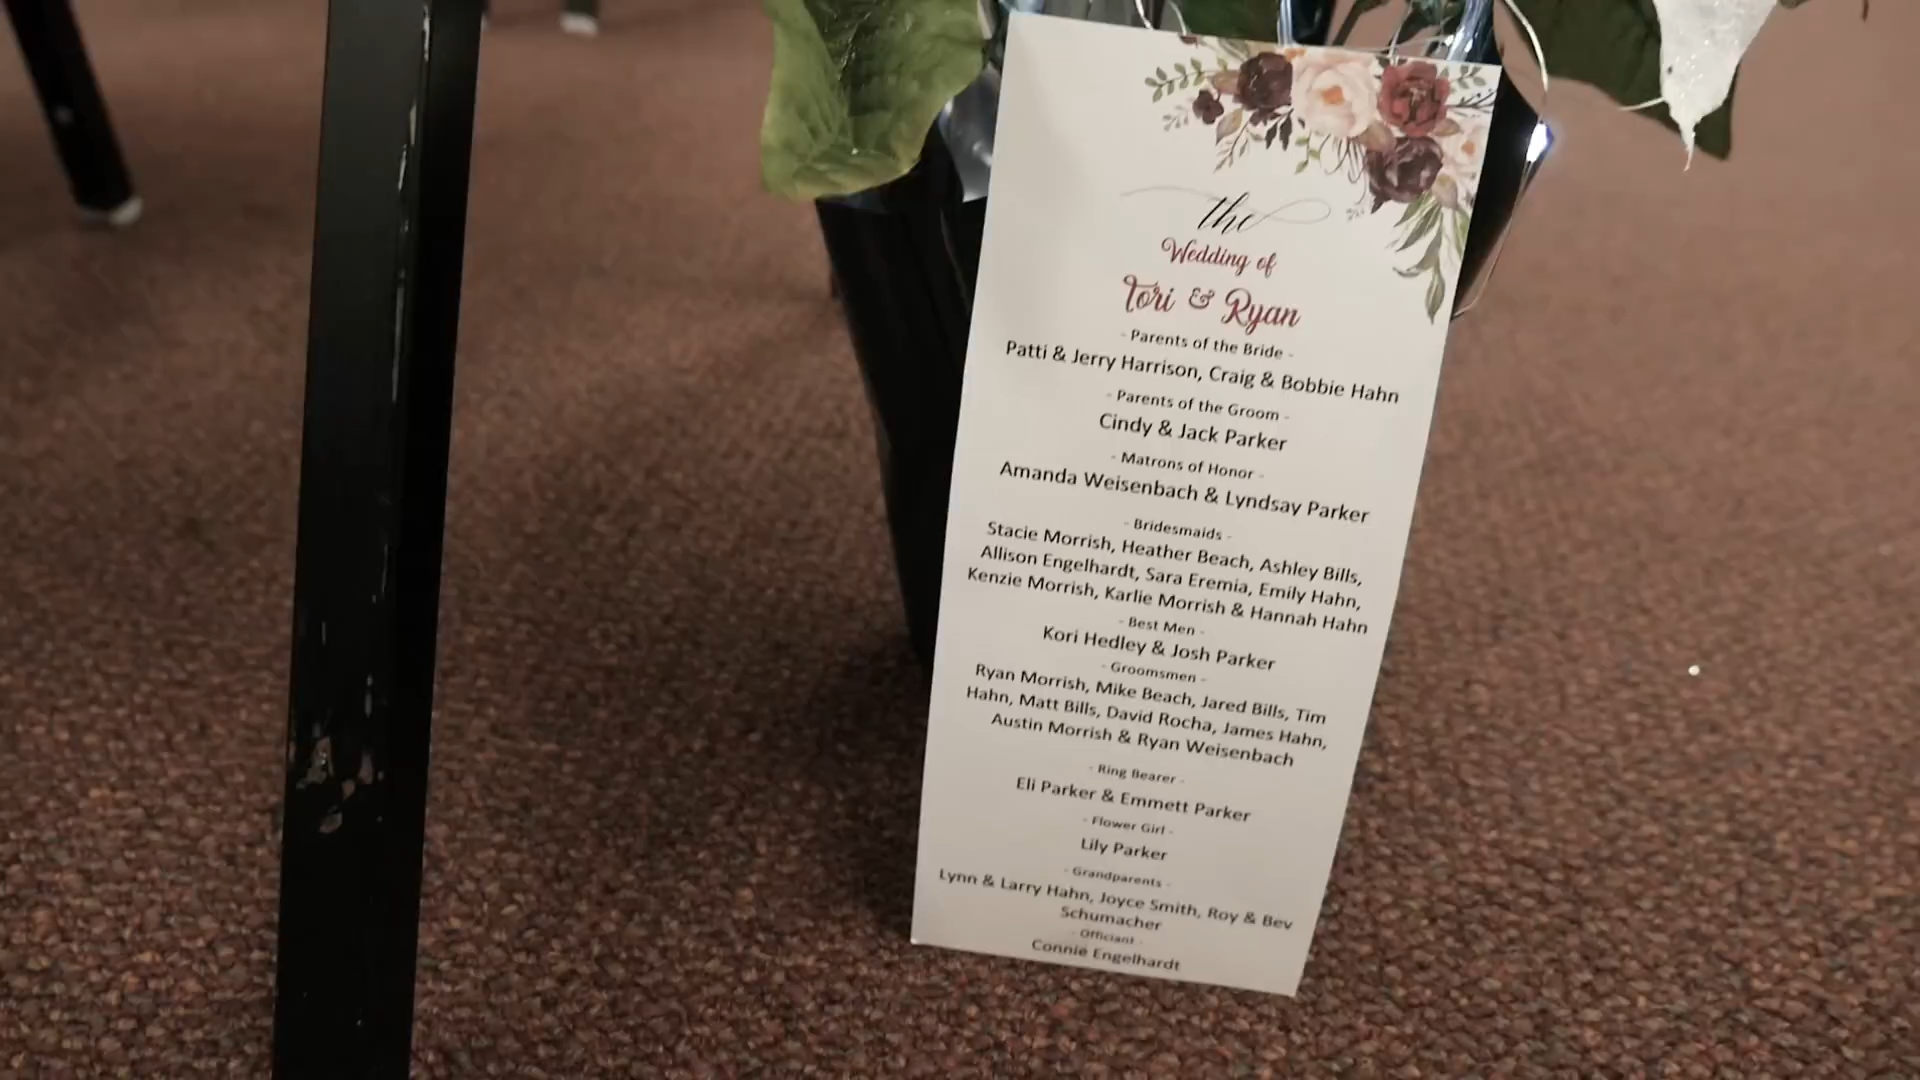 the
Wedding of
Tori & Ryan
- Parents of the Bride -
Patti & Jerry Harrison, Craig & Bobbie Hahn
- Parents of the Groom -
Cindy & Jack Parker
- Matrons of Honor -
Amanda Weisenbach & Lyndsay Parker
- Bridesmaids -
Stacie Morrish, Heather Beach, Ashley Bills,
Allison Engelhardt, Sara Eremia, Emily Hahn,
Kenzie Morrish, Karlie Morrish & Hannah Hahn
- Best Men -
Kori Hedley & Josh Parker
- Groomsmen -
Ryan Morrish, Mike Beach, Jared Bills, Tim
Hahn, Matt Bills, David Rocha, James Hahn,
Austin Morrish & Ryan Weisenbach
- Ring Bearer -
Eli Parker & Emmett Parker
- Flower Girl -
Lily Parker
- Grandparents -
Lynn & Larry Hahn, Joyce Smith, Roy & Bev
Schumacher
- Officiant -
Connie Engelhardt